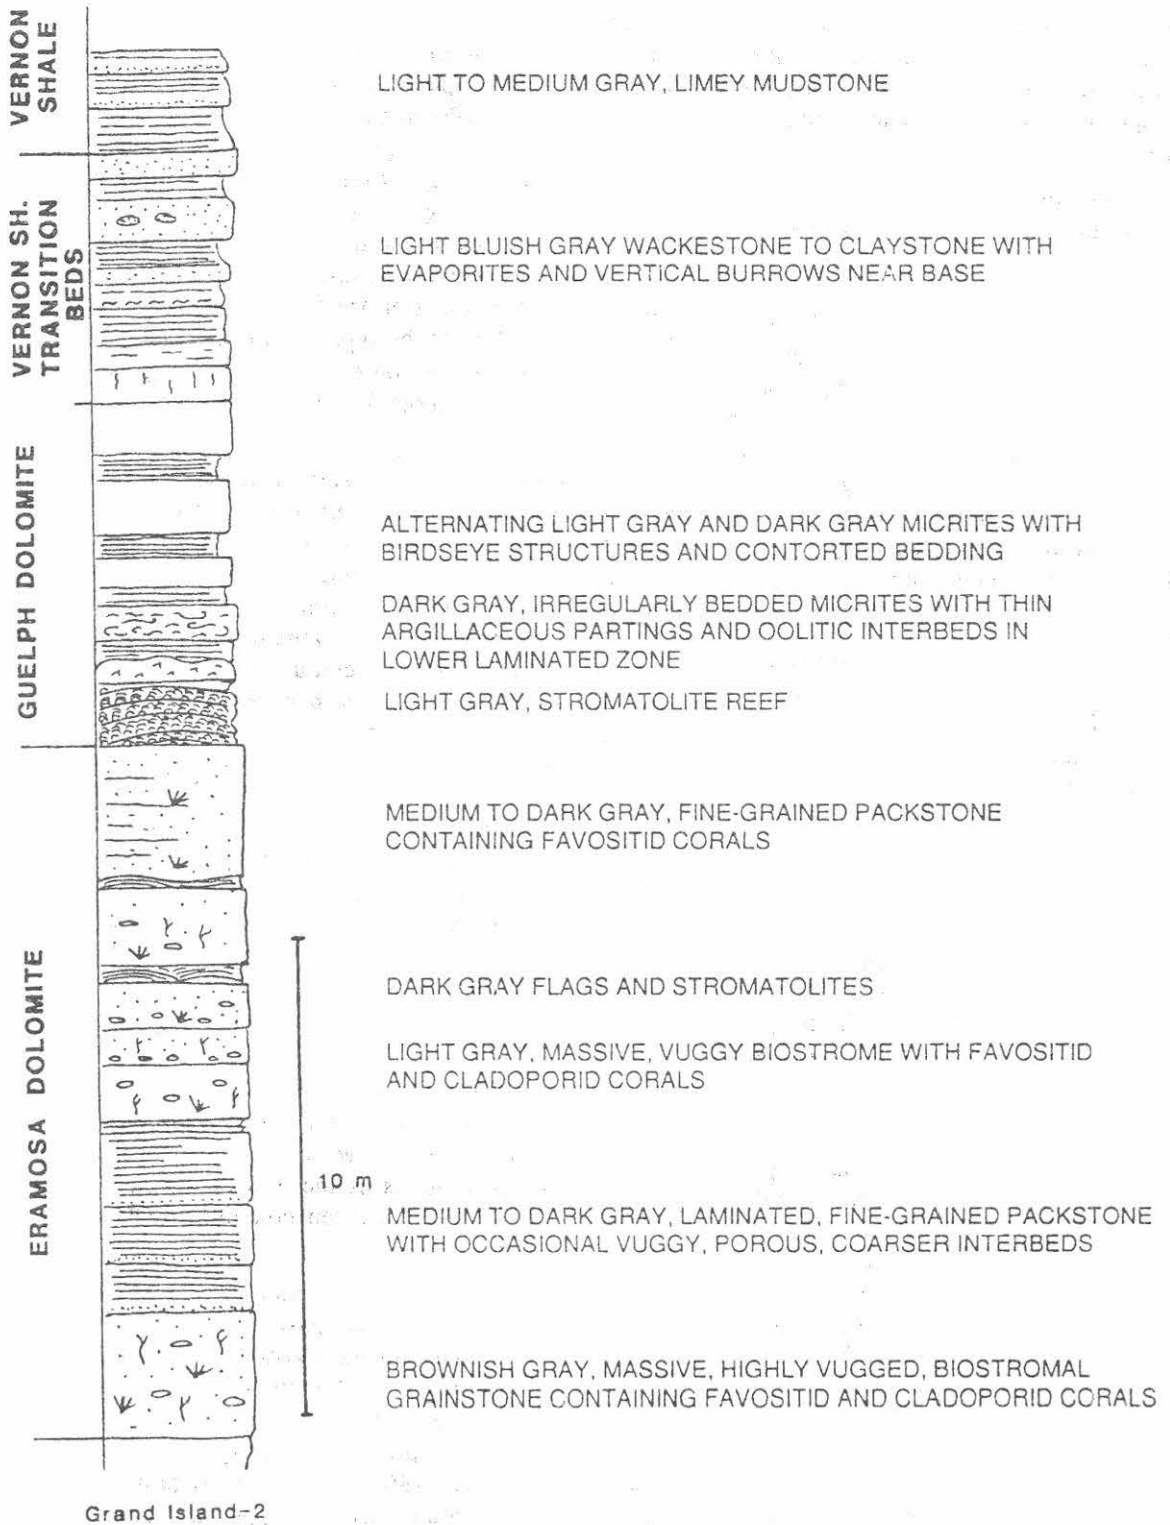 VERNON
SHALE
LIGHT TO MEDIUM GRAY, LIMEY MUDSTONE
VERNON SH.
TRANSITION
BEDS
LIGHT BLUISH GRAY WACKESTONE TO CLAYSTONE WITH
EVAPORITES AND VERTICAL BURROWS NEAR BASE
GUELPH DOLOMITE
ALTERNATING LIGHT GRAY AND DARK GRAY MICRITES WITH
BIRDSEYE STRUCTURES AND CONTORTED BEDDING
DARK GRAY, IRREGULARLY BEDDED MICRITES WITH THIN
ARGILLACEOUS PARTINGS AND OOLITIC INTERBEDS IN
LOWER LAMINATED ZONE
LIGHT GRAY, STROMATOLITE REEF
ERAMOSA DOLOMITE
MEDIUM TO DARK GRAY, FINE-GRAINED PACKSTONE
CONTAINING FAVOSITID CORALS
DARK GRAY FLAGS AND STROMATOLITES
LIGHT GRAY, MASSIVE, VUGGY BIOSTROME WITH FAVOSITID
AND CLADOPORID CORALS
10 m
MEDIUM TO DARK GRAY, LAMINATED, FINE-GRAINED PACKSTONE
WITH OCCASIONAL VUGGY, POROUS, COARSER INTERBEDS
BROWNISH GRAY, MASSIVE, HIGHLY VUGGED, BIOSTROMAL
GRAINSTONE CONTAINING FAVOSITID AND CLADOPORID CORALS
Grand Island-2